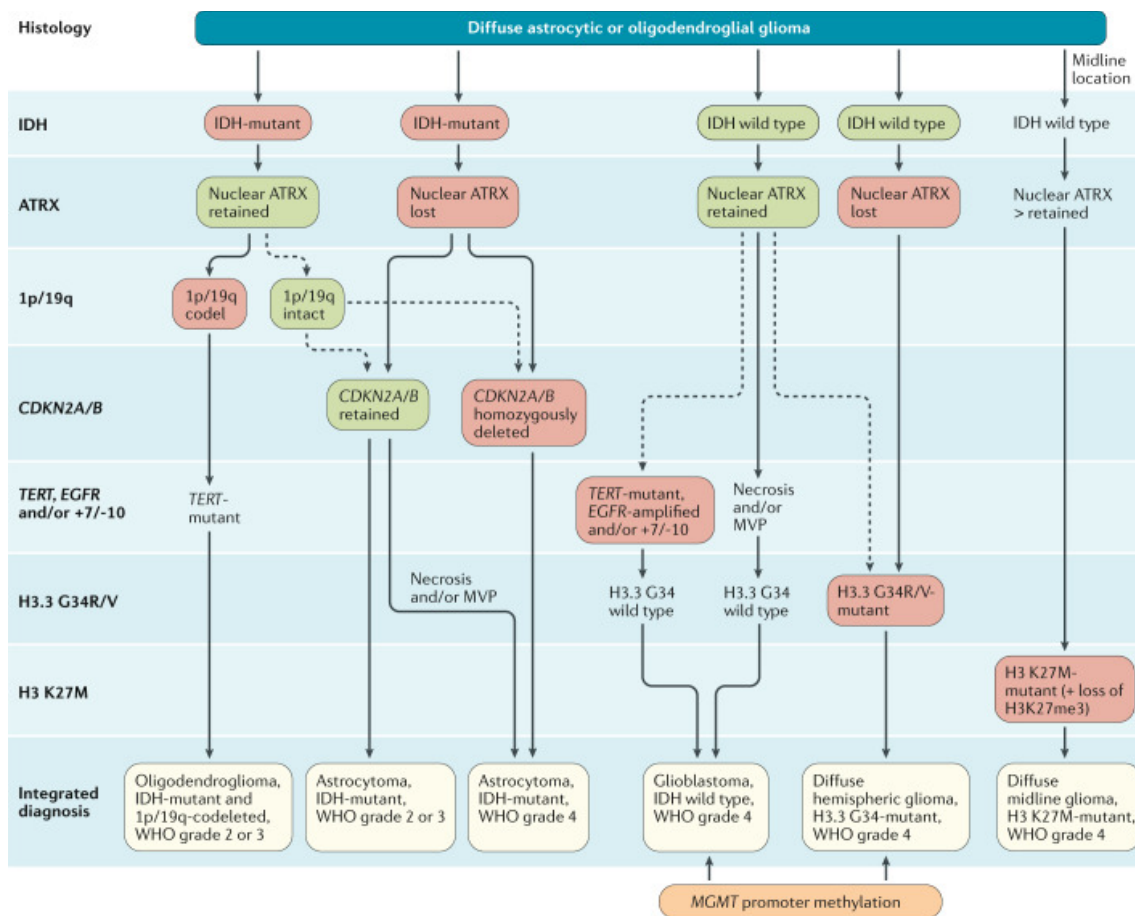 Histology
Diffuse astrocytic or oligodendroglial glioma
Midline
location
IDH
IDH-mutant
IDH-mutant
IDH wild type
IDH wild type
IDH wild type
ATRX
Nuclear ATRX
retained
Nuclear ATRX
lost
Nuclear ATRX
retained
Nuclear ATRX
lost
Nuclear ATRX
> retained
1p/19q
1p/19q
codel
1p/19q
intact
CDKN2A/B
CDKN2A/B
retained
CDKN2A/B
homozygously
deleted
TERT, EGFR
and/or +7/-10
TERT-
mutant
TERT-mutant,
EGFR-amplified
and/or +7/-10
Necrosis
and/or
MVP
H3.3 G34R/V
Necrosis
and/or MVP
H3.3 G34
wild type
H3.3 G34
wild type
H3.3 G34R/V-
mutant
H3 K27M
H3 K27M-
mutant (+ loss of
H3K27me3)
Integrated
diagnosis
Oligodendroglioma,
IDH-mutant and
1p/19q-codeleted,
WHO grade 2 or 3
Astrocytoma,
IDH-mutant,
WHO grade 2 or 3
Astrocytoma,
IDH-mutant,
WHO grade 4
Glioblastoma,
IDH wild type,
WHO grade 4
Diffuse
hemispheric glioma,
H3.3 G34-mutant,
WHO grade 4
Diffuse
midline glioma,
H3 K27M-mutant,
WHO grade 4
MGMT promoter methylation